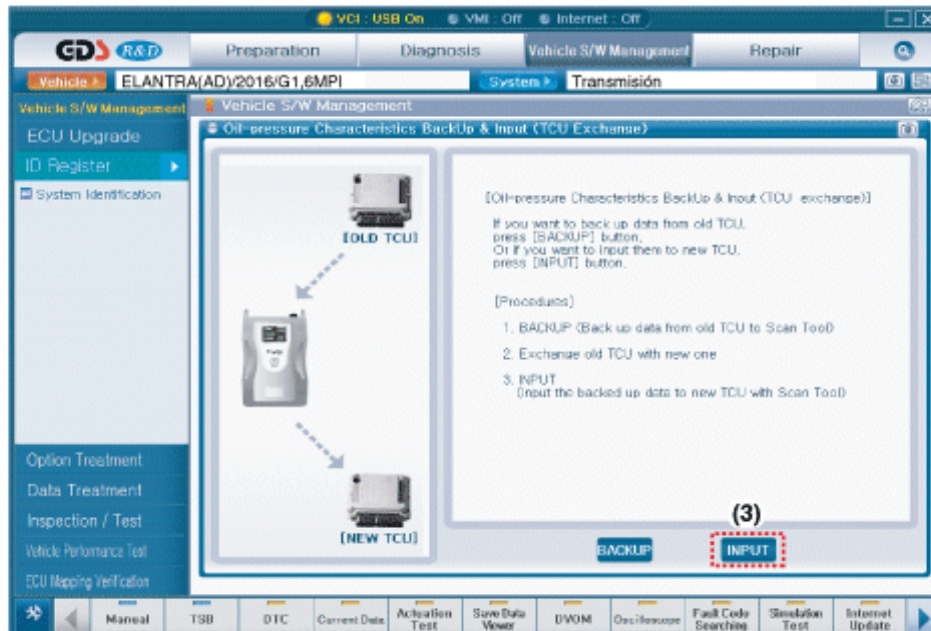 VCI : USB On VMI : Off Internet : Off
GDS R&D Preparation Diagnosis Vehicle S/W Management Repair
Vehicle ELANTRA(AD)/2016/G1,6MPI System Transmisión
Vehicle S/W Management
Vehicle S/W Management
ECU Upgrade
Oil-pressure Characteristics BackUp & Input (TCU Exchange)
ID Register
System Identification
[OLD TCU]
[NEW TCU]
[Oil-pressure Characteristics BackUp & Input (TCU exchange)]
If you want to back up data from old TCU,
press [BACKUP] button,
Or if you want to input them to new TCU,
press [INPUT] button,
[Procedures]
1. BACKUP (Back up data from old TCU to Scan Tool)
2. Exchange old TCU with new one
3. INPUT
(Input the backed up data to new TCU with Scan Tool)
(3)
BACKUP INPUT
Option Treatment
Data Treatment
Inspection / Test
Vehicle Performance Test
ECU Mapping Verification
Manual TSB DTC Current Data Actuation Test Save Data Viewer DVOM Oscilloscope Fault Code Searching Simulation Test Internet Update